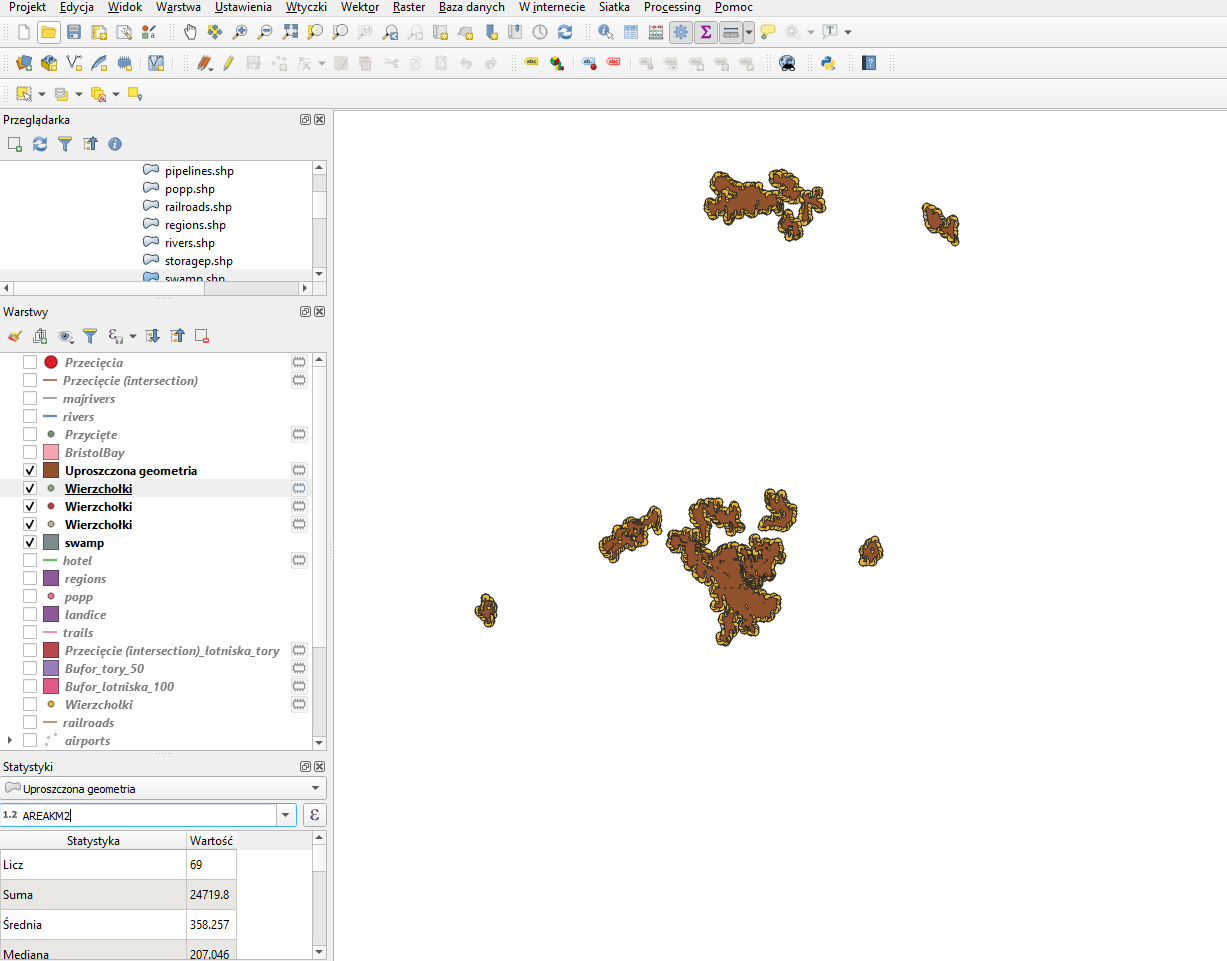 Projekt Edycja Widok Warstwa Ustawienia Wtyczki Wektor Raster Baza danych W internecie Siatka Processing Pomoc
Przeglądarka
pipelines.shp
popp.shp
railroads.shp
regions.shp
rivers.shp
storagep.shp
swamp.shp
Warstwy
Przecięcia
Przecięcie (intersection)
majrivers
rivers
Przycięte
BristolBay
Uproszczona geometria
Wierzchołki
Wierzchołki
Wierzchołki
swamp
hotel
regions
popp
landice
trails
Przecięcie (intersection)_lotniska_tory
Bufor_tory_50
Bufor_lotniska_100
Wierzchołki
railroads
airports
Statystyki
Uproszczona geometria
1.2 AREAKM2 ε
Statystyka Wartość
Licz 69
Suma 24719.8
Średnia 358.257
Mediana 207.046